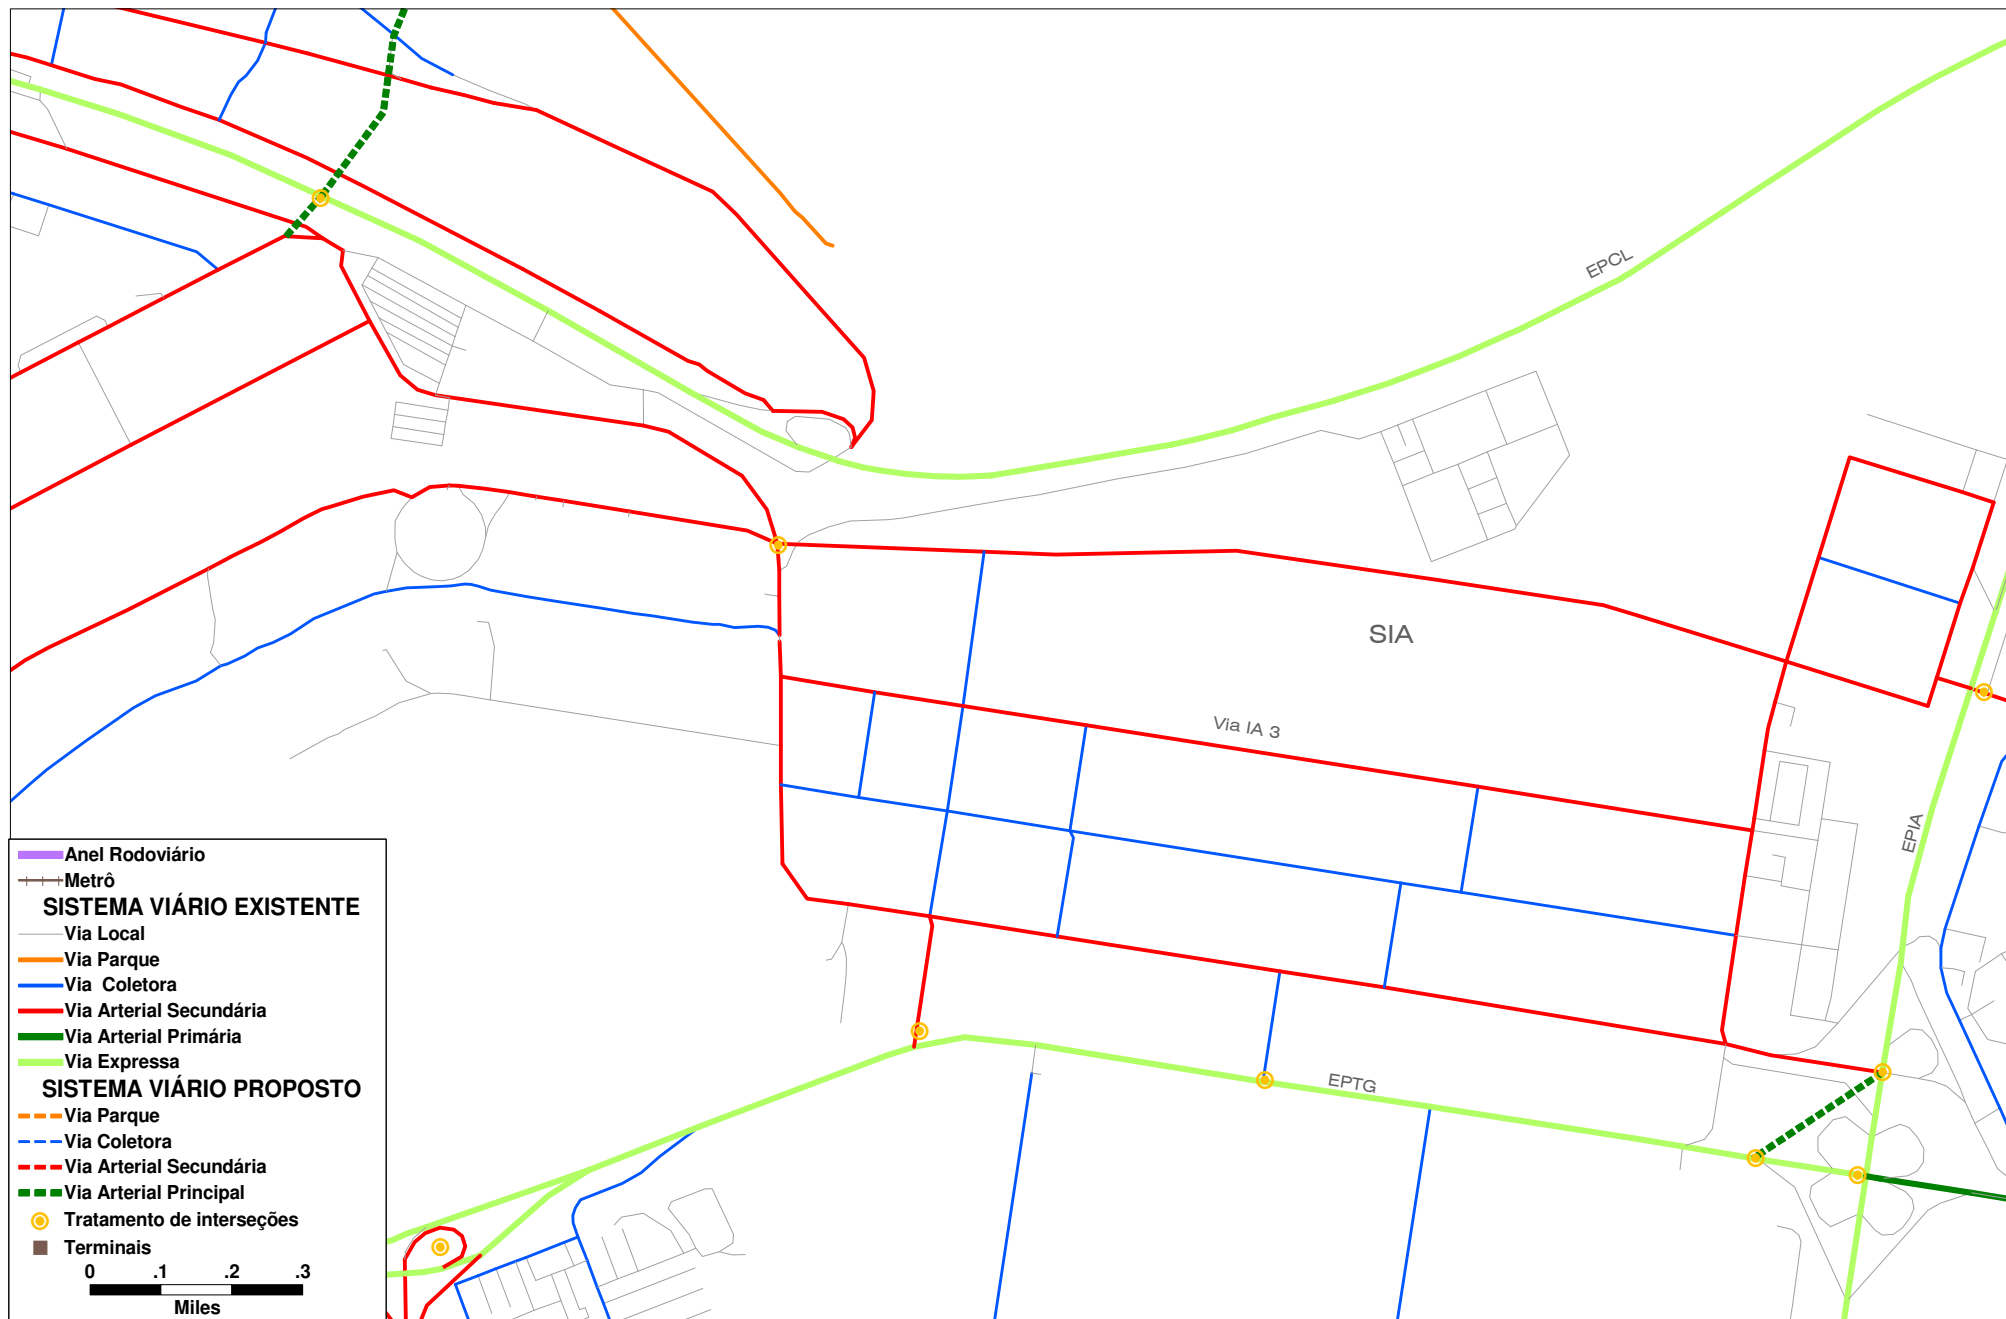 EPCL
SIA
Via IA 3
EPIA
EPTG
Anel Rodoviário
Metrô
SISTEMA VIÁRIO EXISTENTE
Via Local
Via Parque
Via Coletora
Via Arterial Secundária
Via Arterial Primária
Via Expressa
SISTEMA VIÁRIO PROPOSTO
Via Parque
Via Coletora
Via Arterial Secundária
Via Arterial Principal
Tratamento de interseções
Terminais
0 .1 .2 .3
Miles